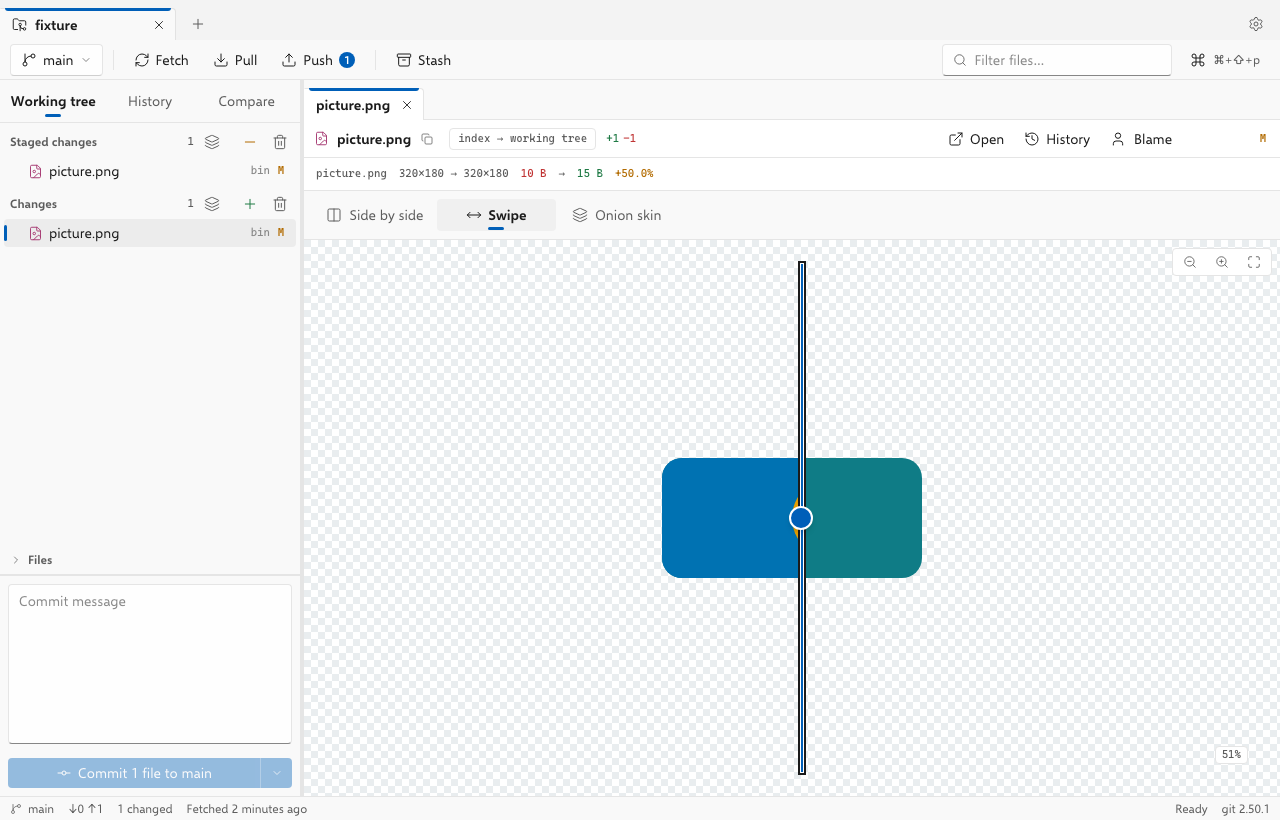 fixture
main
Fetch
Pull
Push 1
Stash
Filter files...
⌘+⇧+p
Working tree
History
Compare
picture.png
Staged changes 1
picture.png bin M
Changes 1
picture.png bin M
picture.png
index → working tree
+1 −1
Open
History
Blame
M
picture.png 320×180 → 320×180 10 B → 15 B +50.0%
Side by side
Swipe
Onion skin
51%
Files
Commit message
Commit 1 file to main
main ↓0 ↑1 1 changed Fetched 2 minutes ago
Ready git 2.50.1